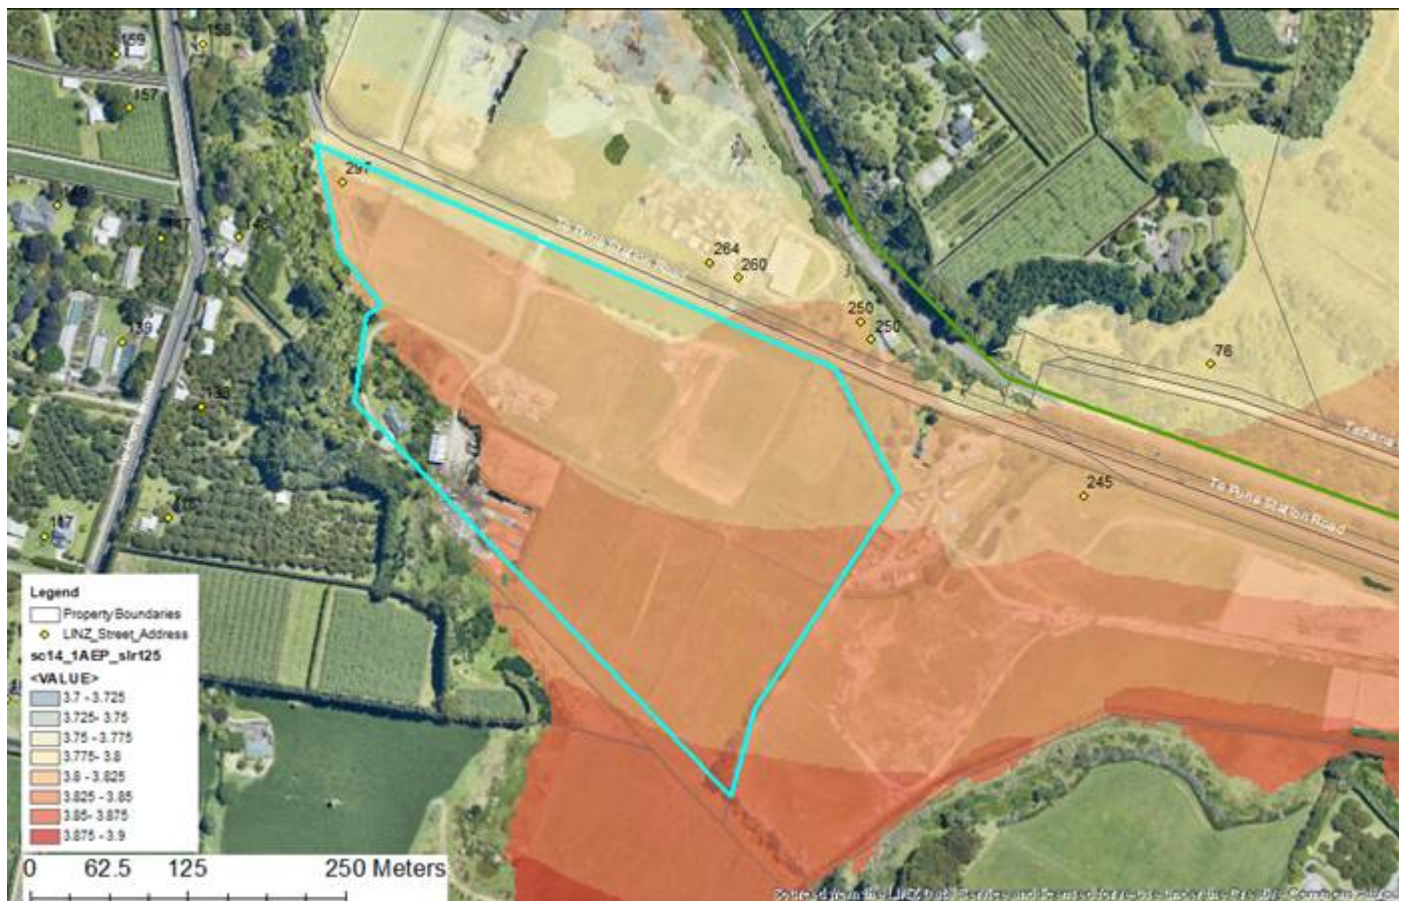 159
158
157
297
264
260
139
250
250
76
245
Te Puna Station Road
117
Legend
Property Boundaries
LINZ_Street_Address
sc14_1AEP_slr125
<VALUE>
3.7 - 3.725
3.725- 3.75
3.75 - 3.775
3.775- 3.8
3.8 - 3.825
3.825 - 3.85
3.85- 3.875
3.875 - 3.9
0 62.5 125 250 Meters